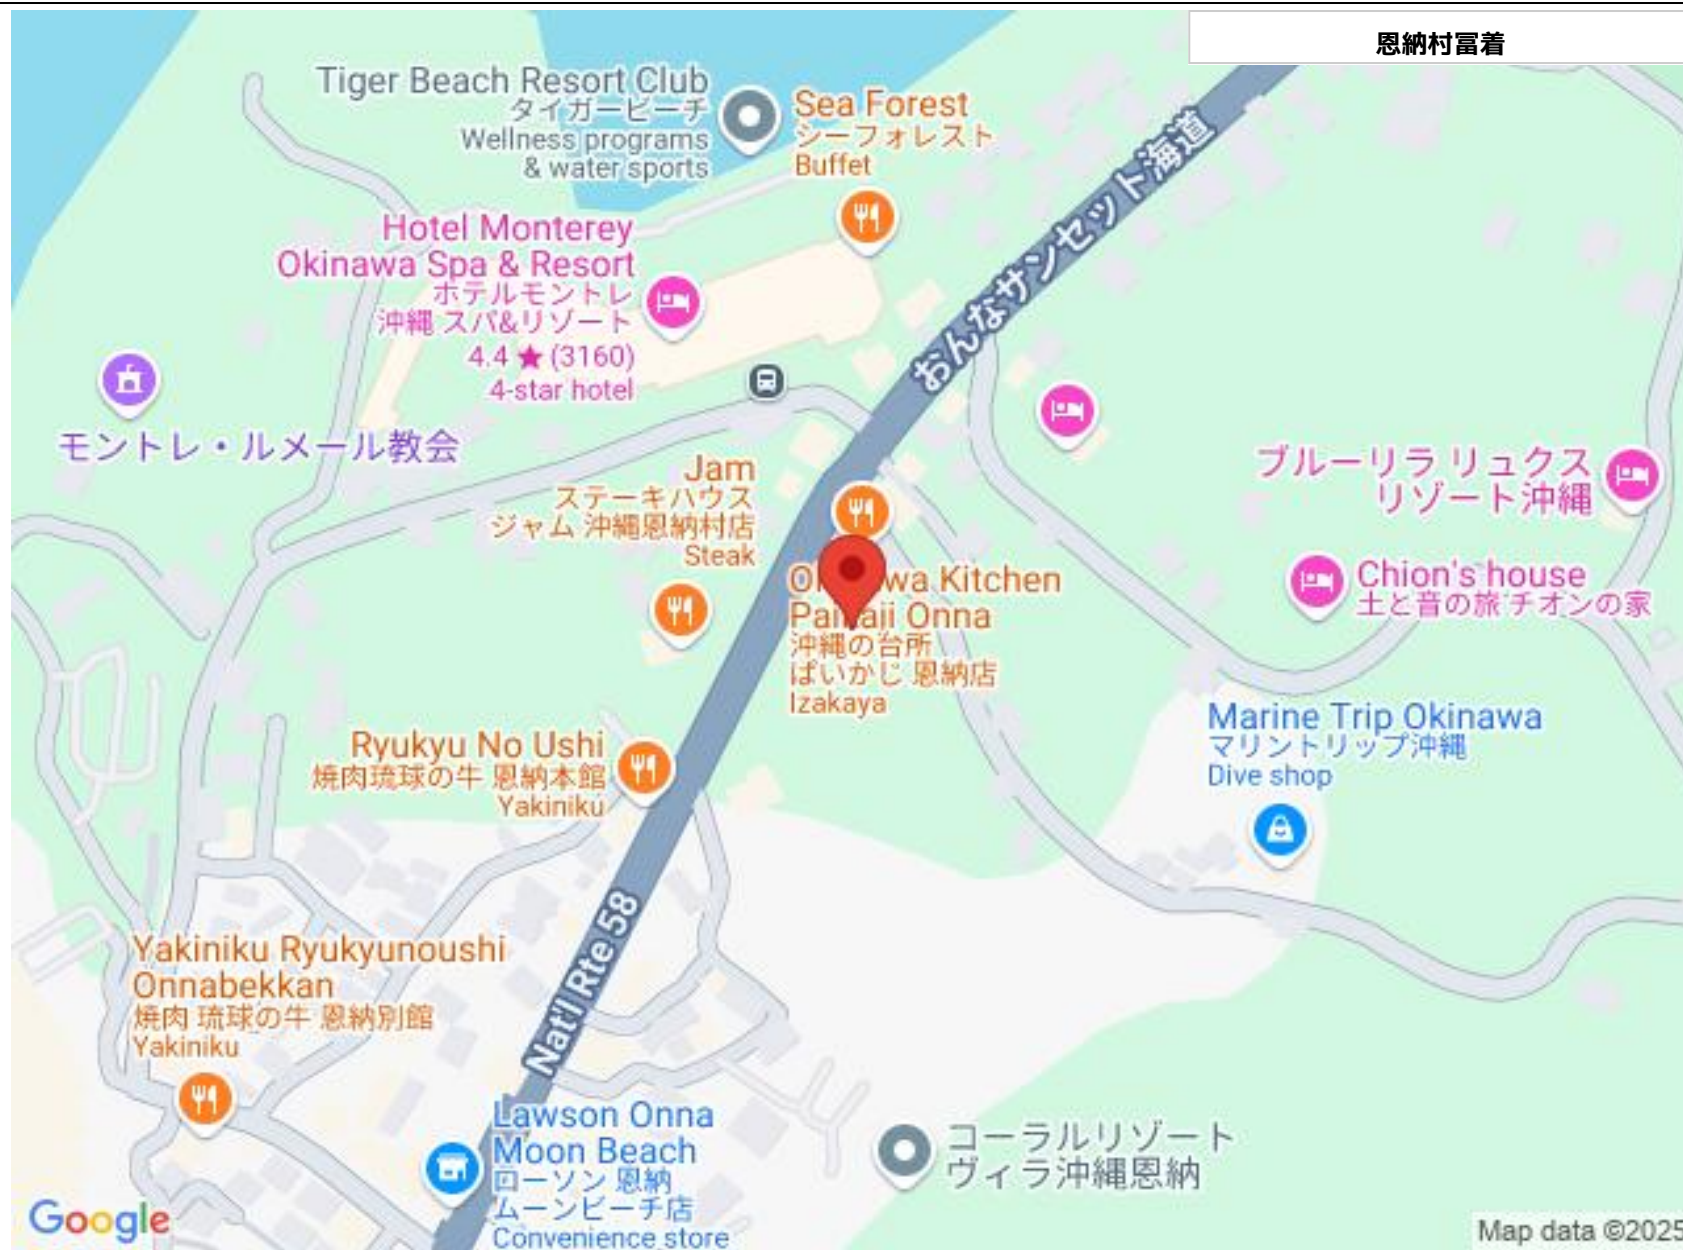 恩納村冨着
Tiger Beach Resort Club
タイガービーチ
Wellness programs
& water sports
Sea Forest
シーフォレスト
Buffet
おんなサンセット海道
Hotel Monterey
Okinawa Spa & Resort
ホテルモントレ
沖縄 スパ&リゾート
4.4 ★ (3160)
4-star hotel
モントレ・ルメール教会
Jam
ステーキハウス
ジャム 沖縄恩納村店
Steak
ブルーリラ リュクス
リゾート沖縄
Chion's house
土と音の旅 チオンの家
Kitchen
Onna
沖縄の台所
ぱいかじ 恩納店
Izakaya
Marine Trip Okinawa
マリントリップ沖縄
Dive shop
Ryukyu No Ushi
焼肉琉球の牛 恩納本館
Yakiniku
Nat'l Rte 58
Yakiniku Ryukyunoushi
Onnabekkan
焼肉 琉球の牛 恩納別館
Yakiniku
Lawson Onna
Moon Beach
ローソン 恩納
ムーンビーチ店
Convenience store
コーラルリゾート
ヴィラ沖縄恩納
Google
Map data ©2025